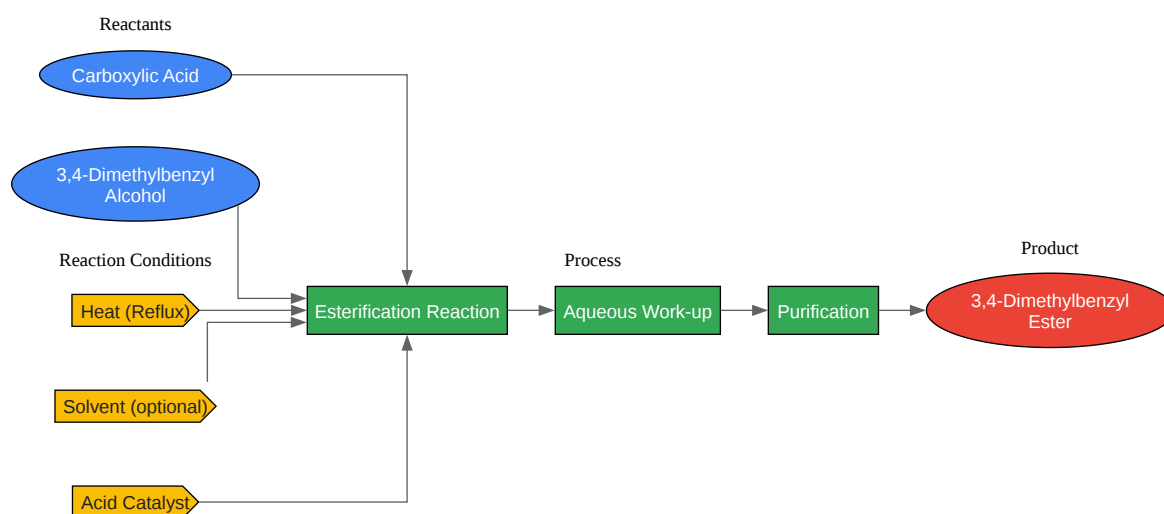 Reactants
Carboxylic Acid
3,4-Dimethylbenzyl
Alcohol
Reaction Conditions
Process
Product
Heat (Reflux)
Esterification Reaction
Aqueous Work-up
Purification
3,4-Dimethylbenzyl
Ester
Solvent (optional)
Acid Catalyst